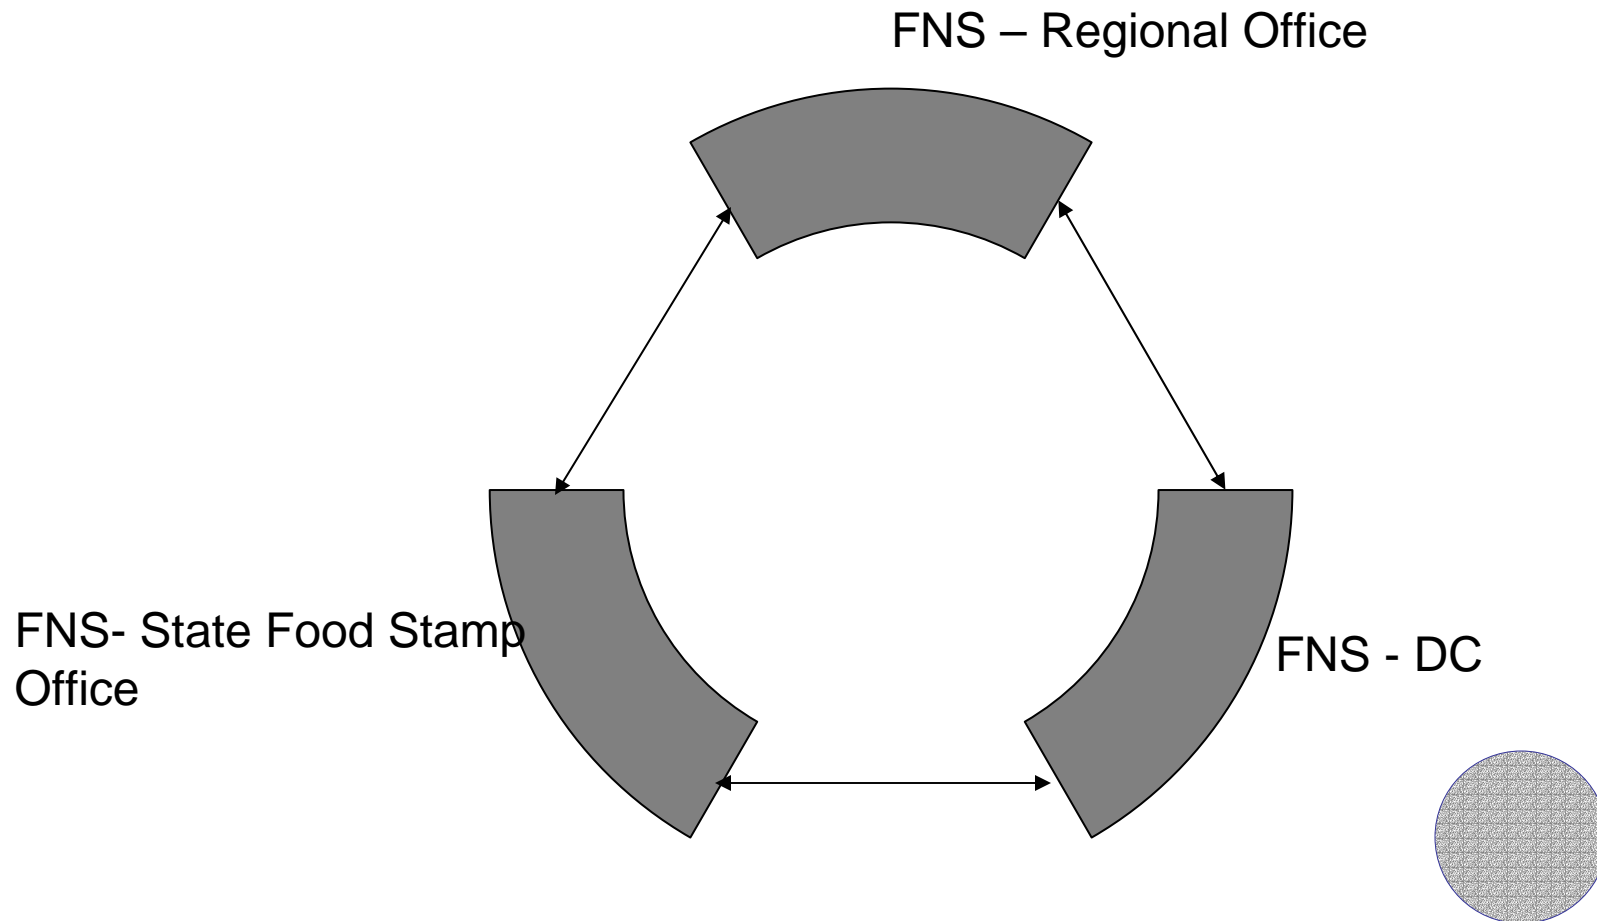 FNS – Regional Office
FNS- State Food Stamp
Office
FNS - DC